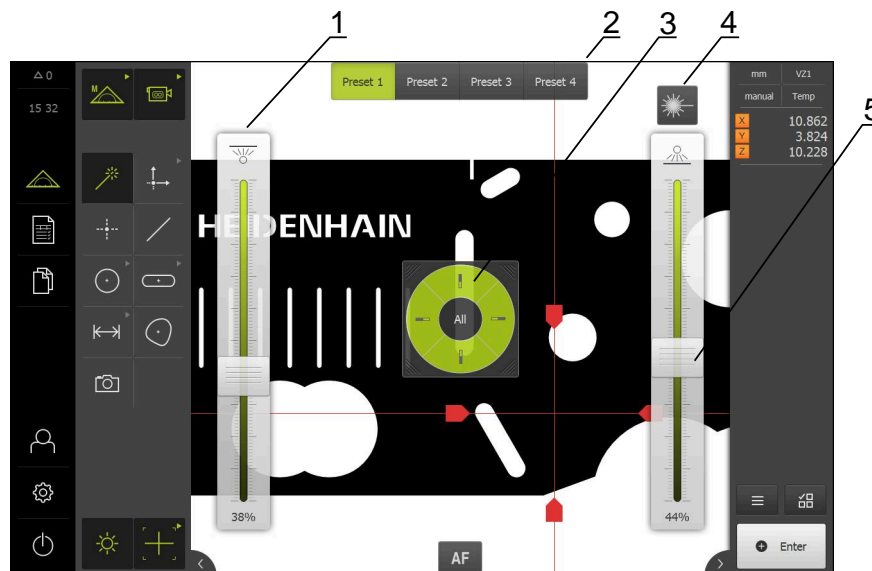 1
2
3
4
5
△ 0
15 32
M
Preset 1
Preset 2
Preset 3
Preset 4
mm
VZ1
manual
Temp
X 10.862
Y 3.824
Z 10.228
HEIDENHAIN
All
38%
44%
AF
Enter